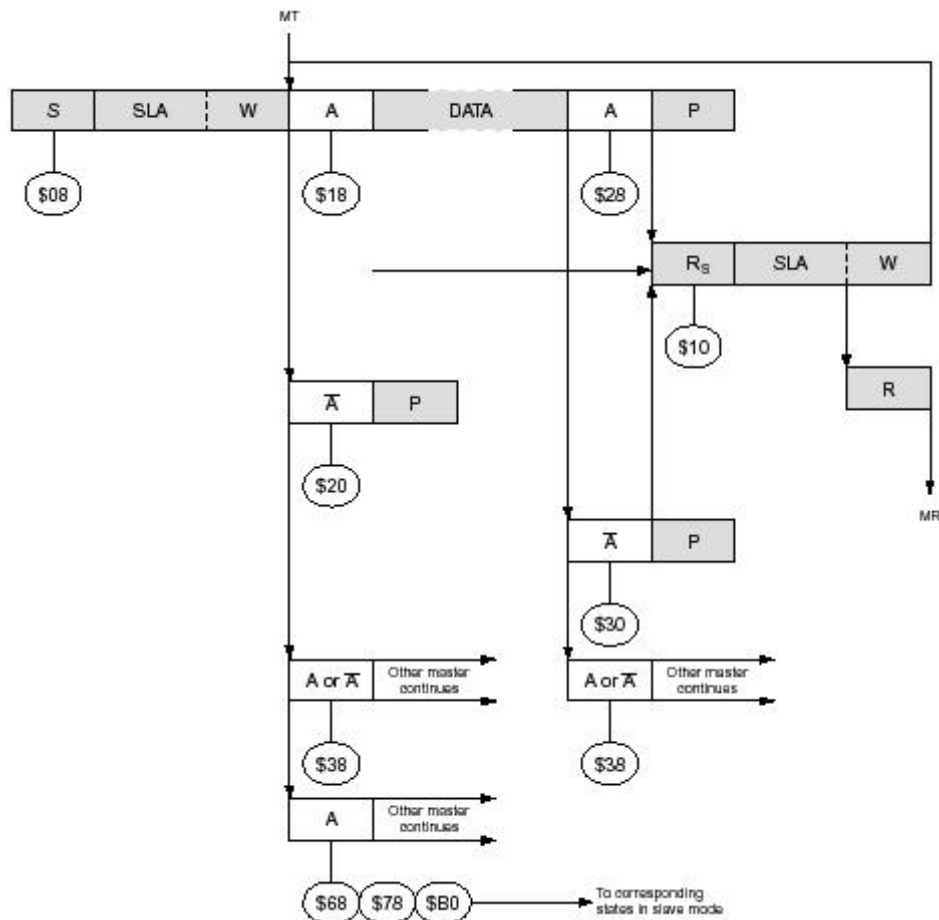 MT
S SLA W A DATA A P
$08 $18 $28
R_S SLA W
$10
A̅ P
R
$20
MR
A̅ P
$30
A or A̅ Other master continues A or A̅ Other master continues
$38 $38
A Other master continues
$68 $78 $B0 To corresponding states in slave mode